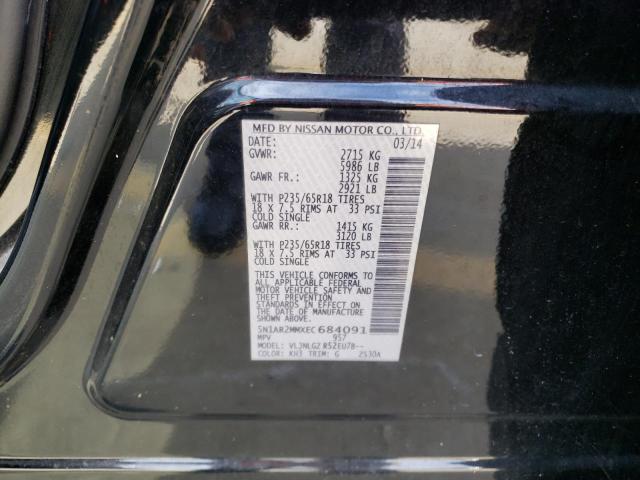 MFD BY NISSAN MOTOR CO., LTD.
DATE: 03/14
GVWR: 2715 KG
5986 LB
GAWR FR.: 1325 KG
2921 LB
WITH P235/65R18 TIRES
18 X 7.5 RIMS AT 33 PSI
COLD SINGLE
GAWR RR.: 1415 KG
3120 LB
WITH P235/65R18 TIRES
18 X 7.5 RIMS AT 33 PSI
COLD SINGLE
THIS VEHICLE CONFORMS TO
ALL APPLICABLE FEDERAL
MOTOR VEHICLE SAFETY AND
THEFT PREVENTION
STANDARDS IN EFFECT ON
THE DATE OF MANUFACTURE
SHOWN ABOVE.
5N1AR2MMXEC684091
MPV 957
MODEL: VLJNLGZ R52EU7B--
COLOR: KH3 TRIM: G 2530A